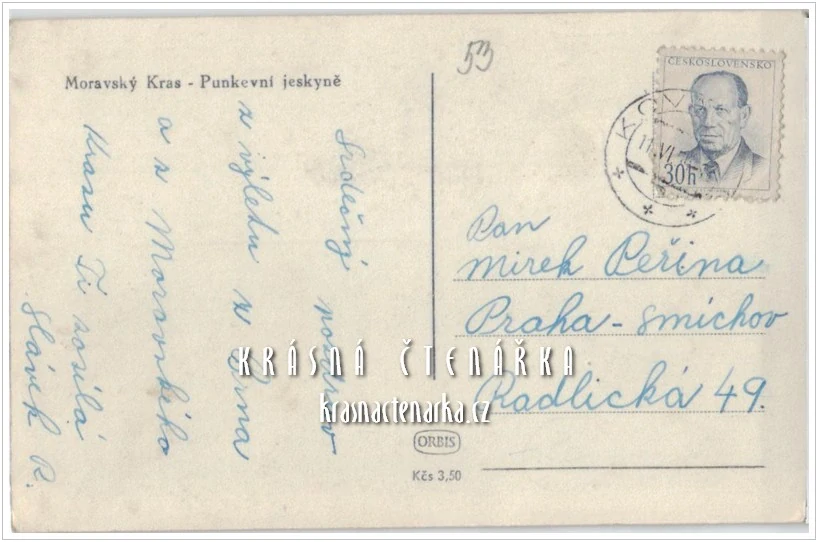 53
ČESKOSLOVENSKO
30h
Moravský Kras - Punkevní jeskyně
Srdečný pozdrav
z výletu z Brna
a z Moravského
Krasu Ti zasílá
Slávek R.
Pan
Mirek Peřina
Praha-Smíchov
Radlická 49.
KRÁSNÁ ČTENÁŘKA
krasnactenarka.cz
ORBIS
Kčs 3,50